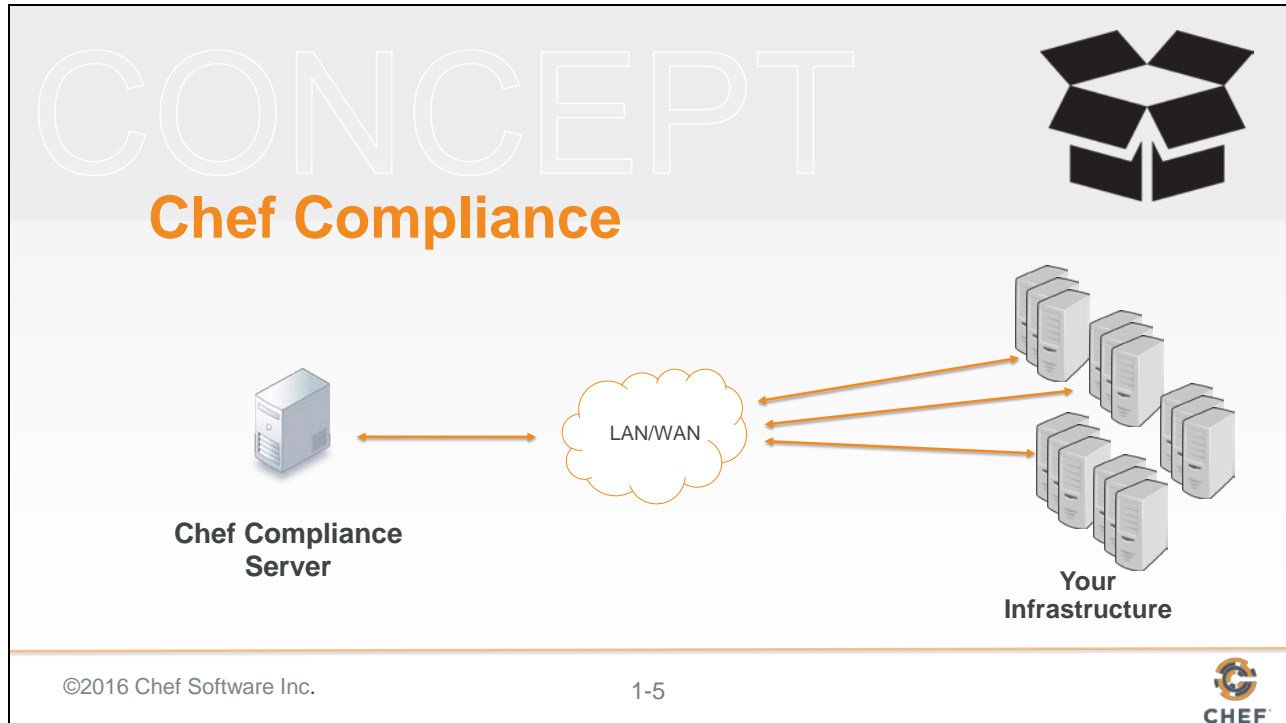 CONCEPT
Chef Compliance
LAN/WAN
Chef Compliance
Server
Your
Infrastructure
©2016 Chef Software Inc.
1-5
CHEF